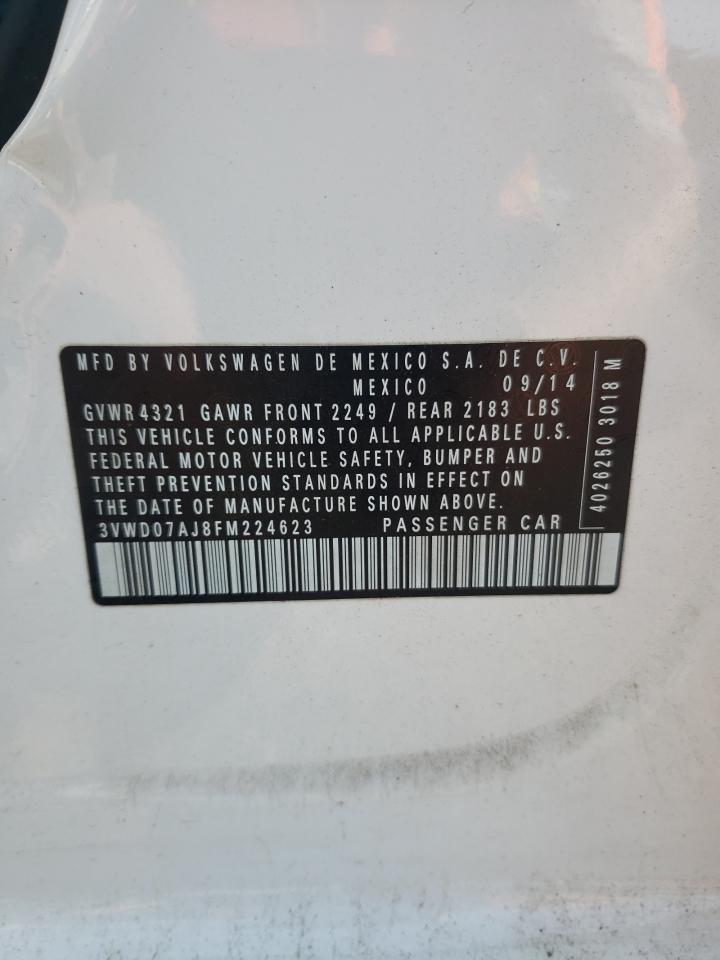 MFD BY VOLKSWAGEN DE MEXICO S.A. DE C.V.
MEXICO 09/14
GVWR 4321 GAWR FRONT 2249 / REAR 2183 LBS
THIS VEHICLE CONFORMS TO ALL APPLICABLE U.S.
FEDERAL MOTOR VEHICLE SAFETY, BUMPER AND
THEFT PREVENTION STANDARDS IN EFFECT ON
THE DATE OF MANUFACTURE SHOWN ABOVE.
3VWD07AJ8FM224623 PASSENGER CAR
4026250 3018 M